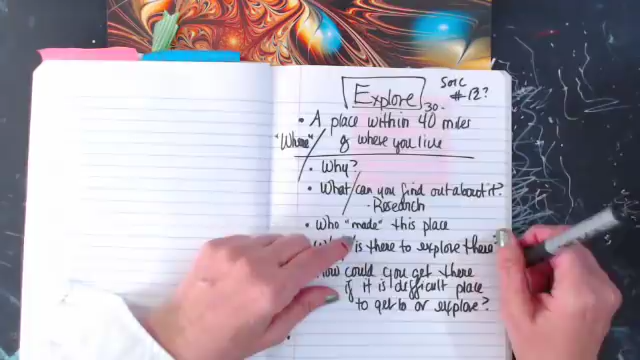 Explore
30-
SOTC
#12?
• A place within 40 miles
"Where"
of where you live
• Why?
• What can you find out about it?
- Research
• Who "made" this place
is there to explore there?
How could you get there
if it is difficult place
to get to or explore?